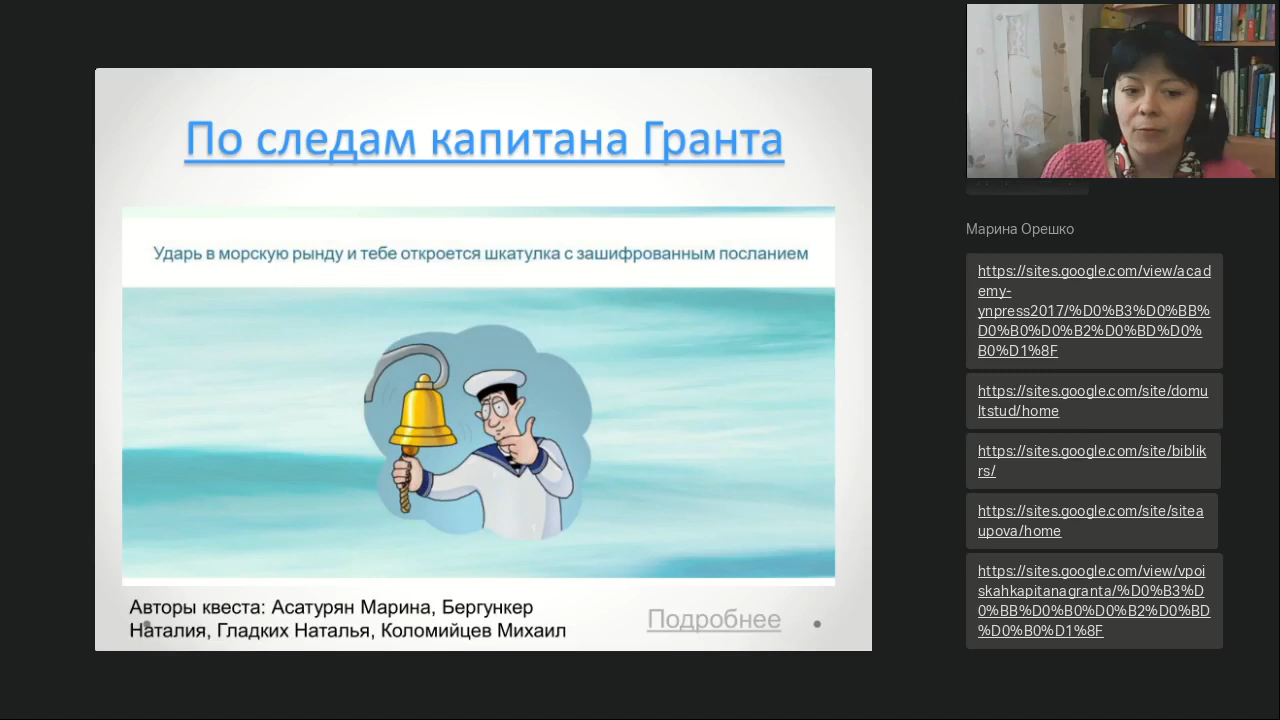 По следам капитана Гранта
Ударь в морскую рынду и тебе откроется шкатулка с зашифрованным посланием
Авторы квеста: Асатурян Марина, Бергункер
Наталия, Гладких Наталья, Коломийцев Михаил
Подробнее
Марина Орешко
https://sites.google.com/view/acad
emy-
ynpress2017/%D0%B3%D0%BB%
D0%B0%D0%B2%D0%BD%D0%
B0%D1%8F
https://sites.google.com/site/domu
ltstud/home
https://sites.google.com/site/biblik
rs/
https://sites.google.com/site/sitea
upova/home
https://sites.google.com/view/vpoi
skahkapitanagranta/%D0%B3%D
0%BB%D0%B0%D0%B2%D0%BD
%D0%B0%D1%8F